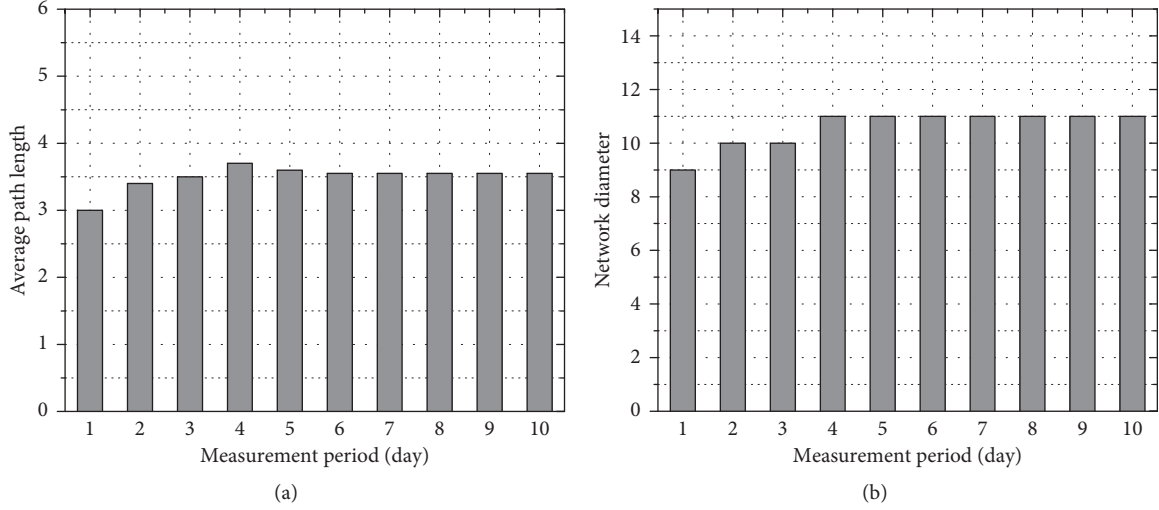 6
5
4
3
2
1
0
Average path length
1 2 3 4 5 6 7 8 9 10
Measurement period (day)
(a)
14
12
10
8
6
4
2
0
Network diameter
1 2 3 4 5 6 7 8 9 10
Measurement period (day)
(b)